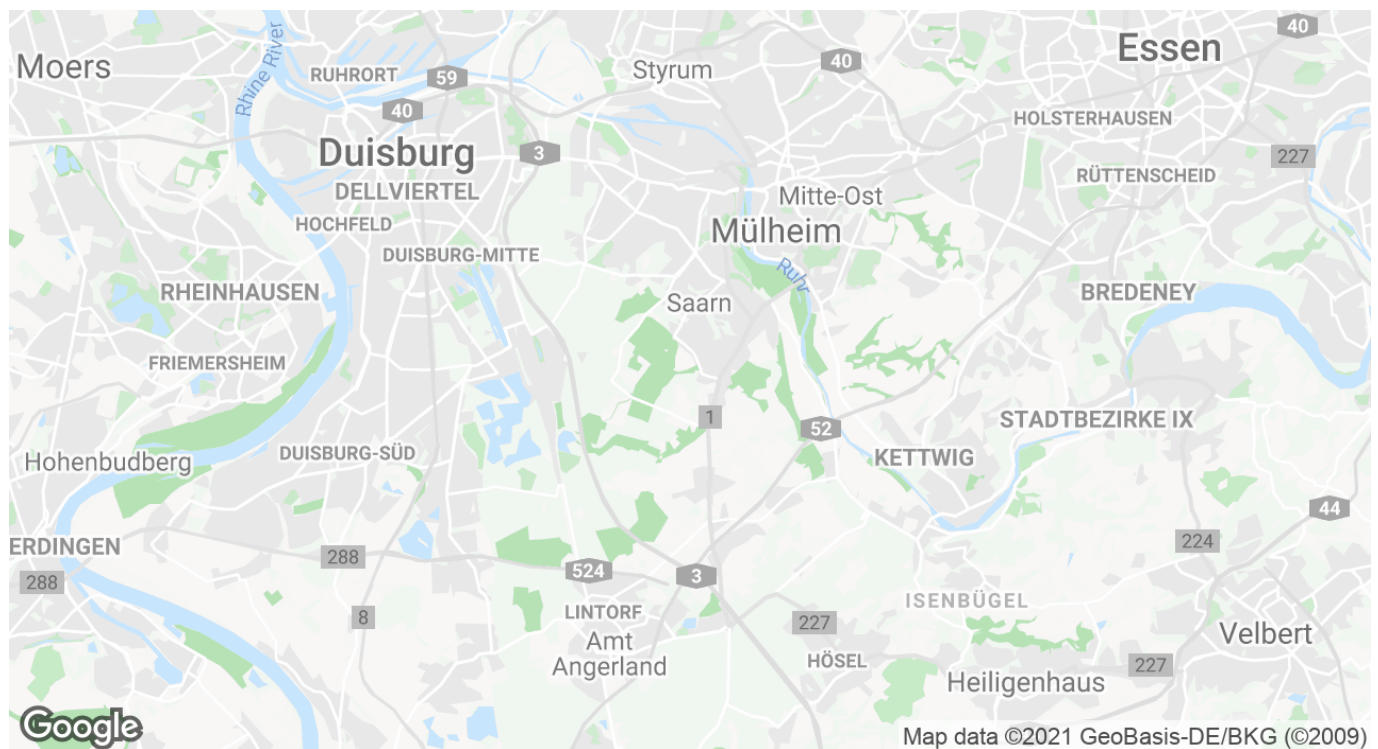 40
Essen
Moers
Styrum
40
RUHRORT
59
Rhine River
40
HOLSTERHAUSEN
Duisburg
3
227
RÜTTENSCHEID
DELLVIERTEL
Mitte-Ost
HOCHFELD
Mülheim
DUISBURG-MITTE
Ruhr
RHEINHAUSEN
BREDENEY
Saarn
FRIEMERSHEIM
1
STADTBEZIRKE IX
52
DUISBURG-SÜD
KETTWIG
Hohenbudberg
44
ERDINGEN
224
288
524
3
288
ISENBÜGEL
LINTORF
8
227
Velbert
Amt
Angerland
HÖSEL
227
Heiligenhaus
Google
Map data ©2021 GeoBasis-DE/BKG (©2009)